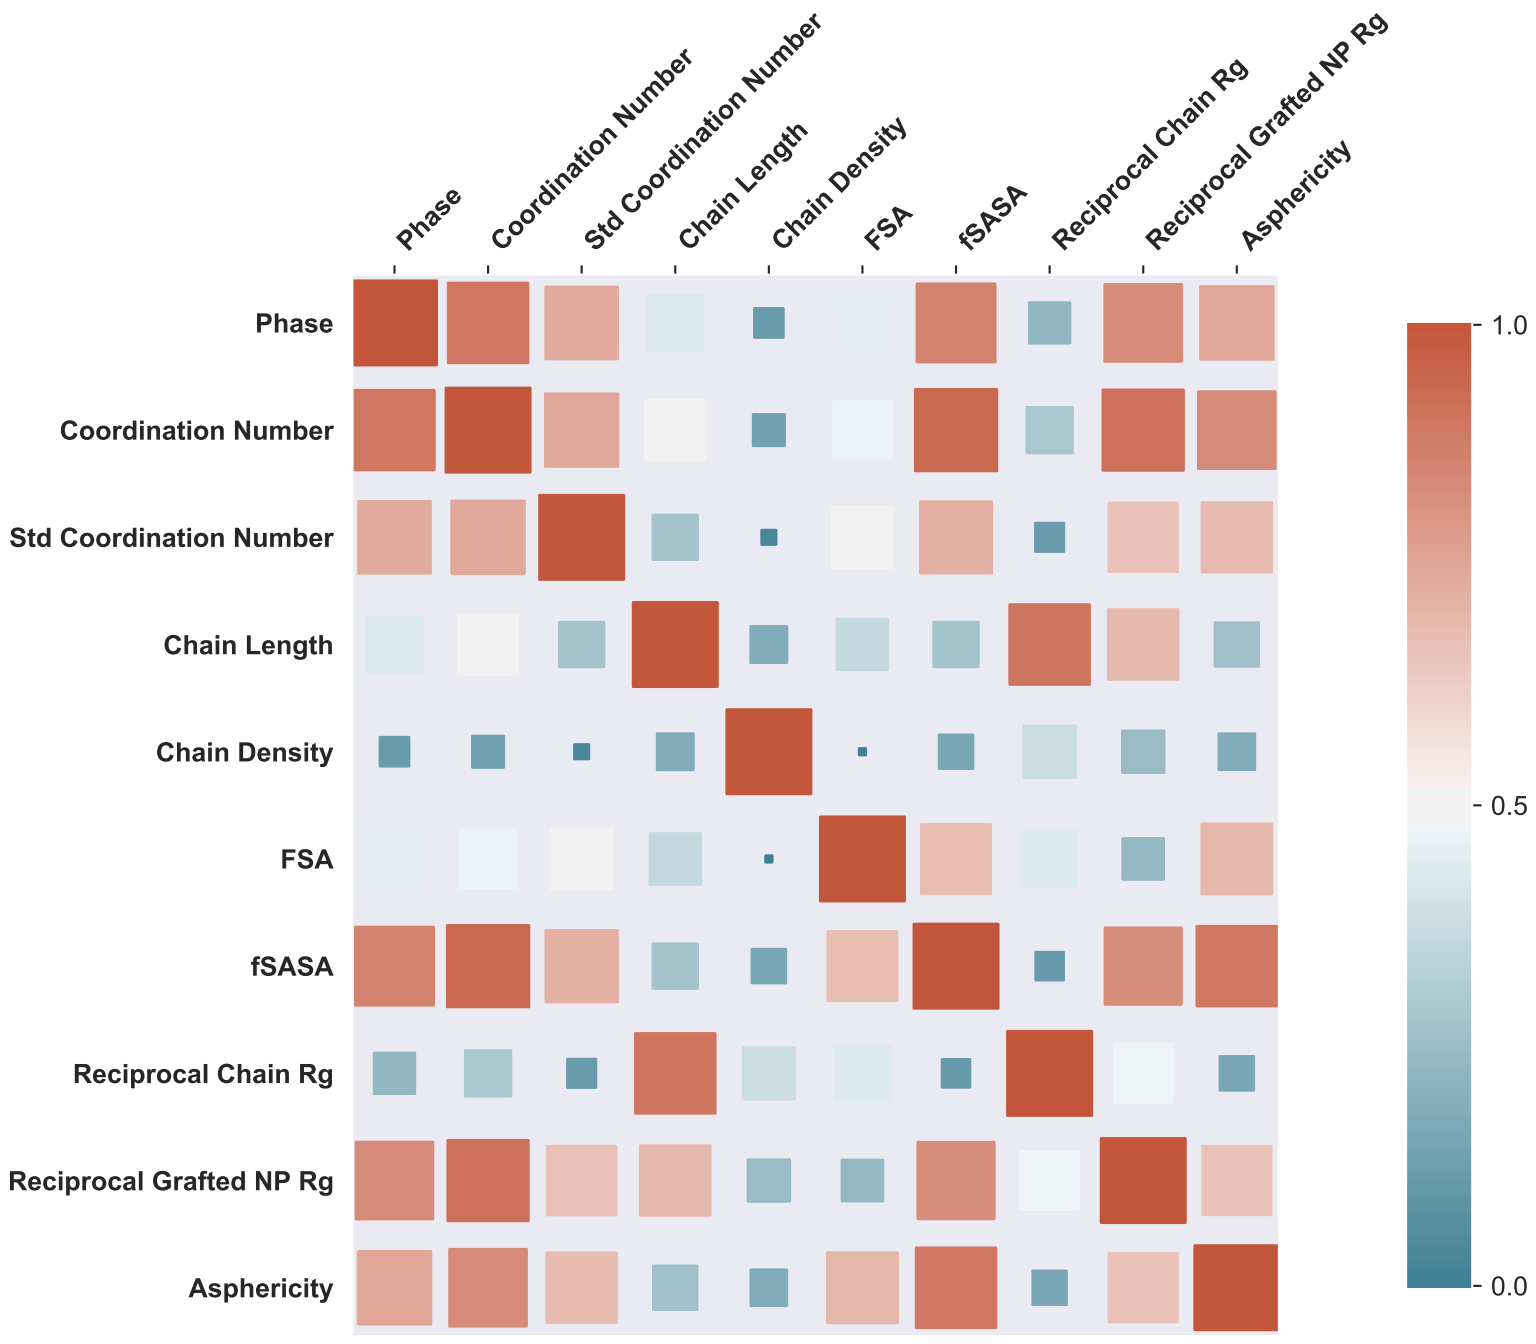 Phase
Coordination Number
Std Coordination Number
Chain Length
Chain Density
FSA
fSASA
Reciprocal Chain Rg
Reciprocal Grafted NP Rg
Asphericity
Phase
Coordination Number
Std Coordination Number
Chain Length
Chain Density
FSA
fSASA
Reciprocal Chain Rg
Reciprocal Grafted NP Rg
Asphericity
1.0
0.5
0.0